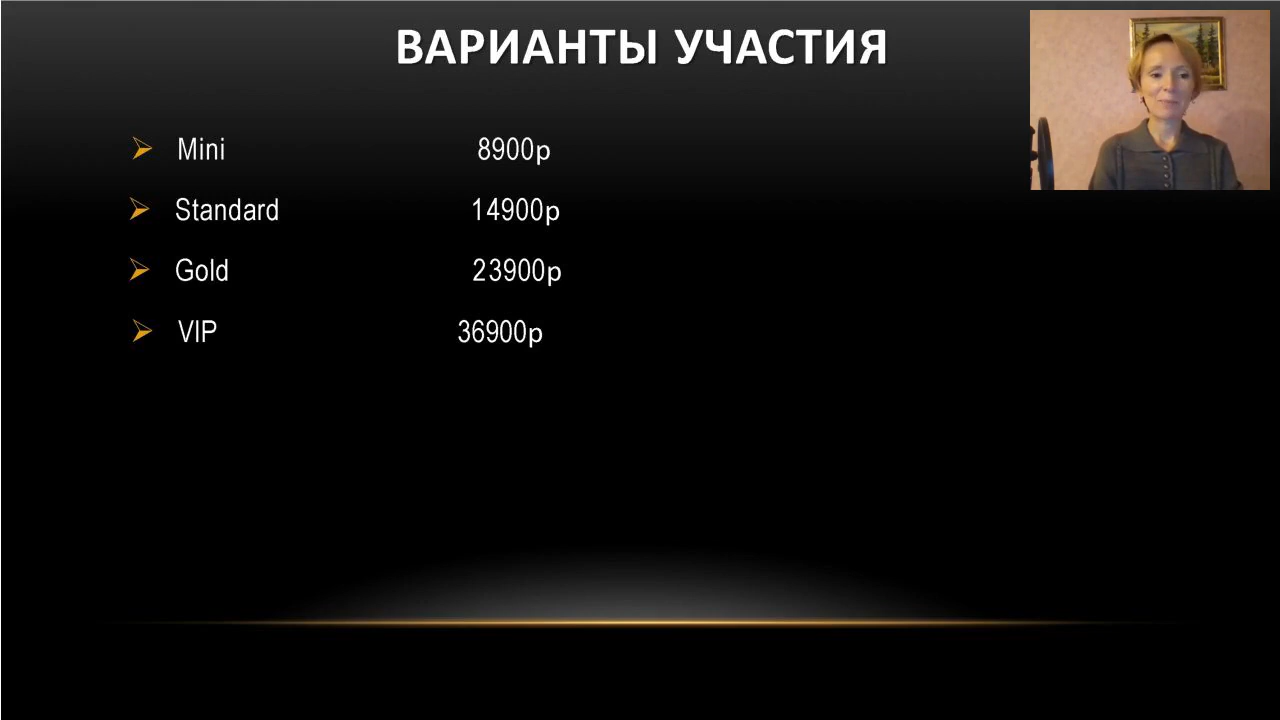 ВАРИАНТЫ УЧАСТИЯ
Mini 8900р
Standard 14900р
Gold 23900р
VIP 36900р